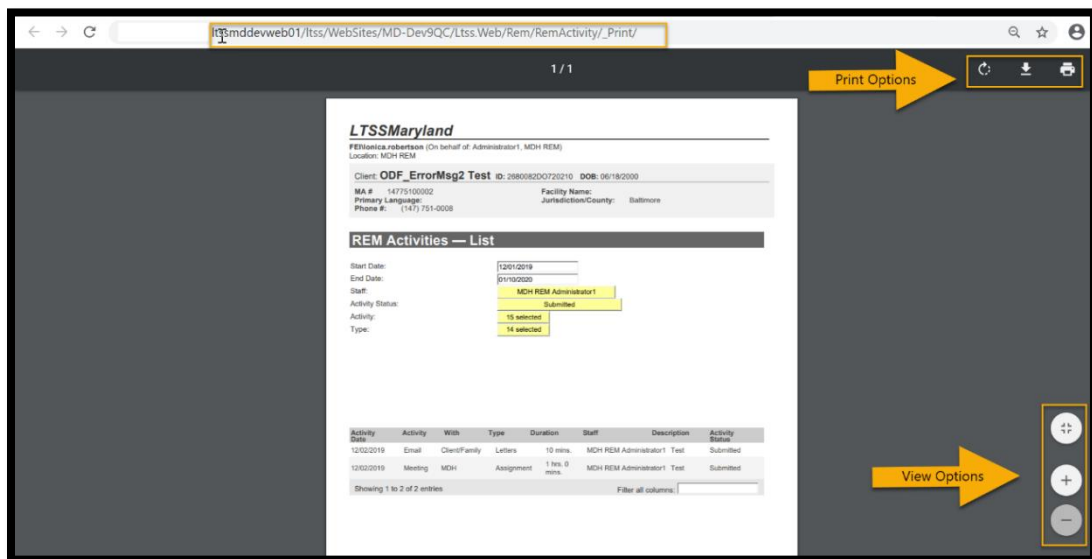 ltssmddevweb01/ltss/WebSites/MD-Dev9QC/Ltss.Web/Rem/RemActivity/_Print/
1 / 1
Print Options
LTSSMaryland
FEI\lonica.robertson (On behalf of: Administrator1, MDH REM)
Location: MDH REM
Client: ODF_ErrorMsg2 Test ID: 2680082DO720210 DOB: 06/18/2000
MA # 14775100002 Facility Name:
Primary Language: Jurisdiction/County: Baltimore
Phone #: (147) 751-0008
REM Activities — List
Start Date: 12/01/2019
End Date: 01/10/2020
Staff: MDH REM Administrator1
Activity Status: Submitted
Activity: 15 selected
Type: 14 selected
Activity Date Activity With Type Duration Staff Description Activity Status
12/02/2019 Email Client/Family Letters 10 mins. MDH REM Administrator1 Test Submitted
12/02/2019 Meeting MDH Assignment 1 hrs. 0 mins. MDH REM Administrator1 Test Submitted
Showing 1 to 2 of 2 entries Filter all columns:
View Options